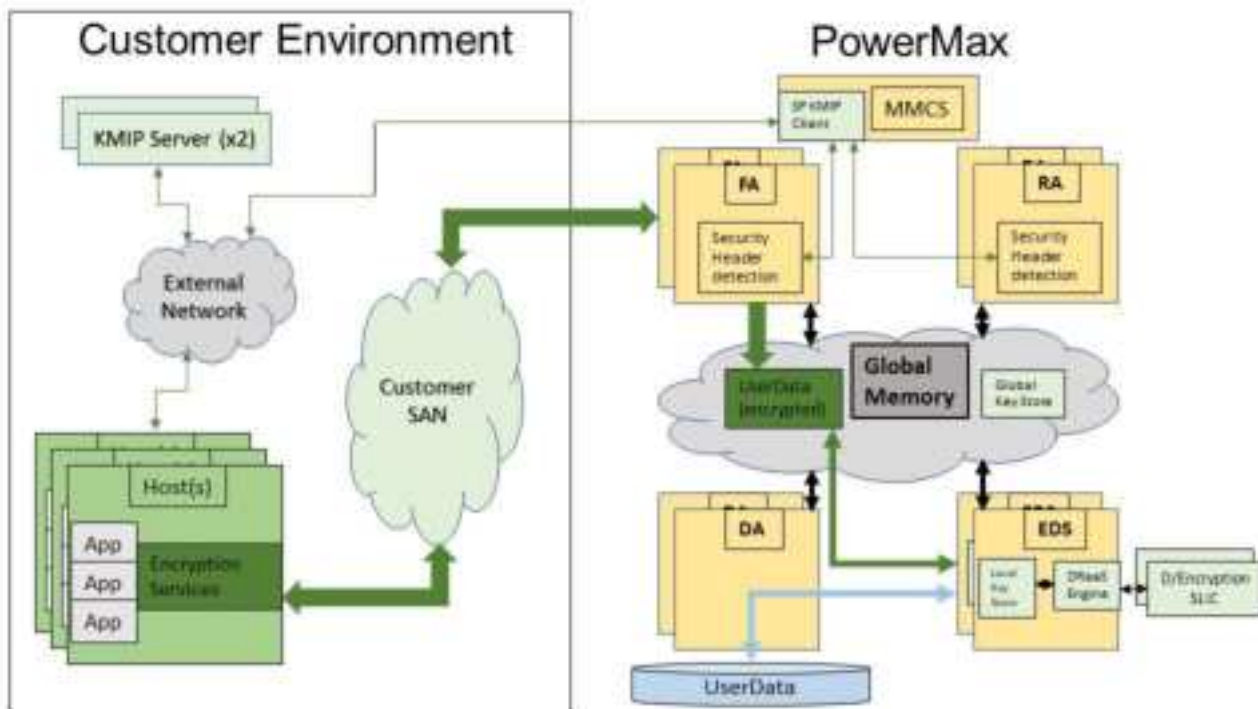 Customer Environment
PowerMax
KMIP Server (x2)
SP KMIP
Client
MMCS
FA
RA
Security
Header
detection
Security
Header
detection
External
Network
Customer
SAN
UserData
(encrypted)
Global
Memory
Global
Key Store
Host(s)
App
App
App
Encryption
Services
DA
EDS
Local
Key
Store
Engine
D/Encryption
SLIC
UserData